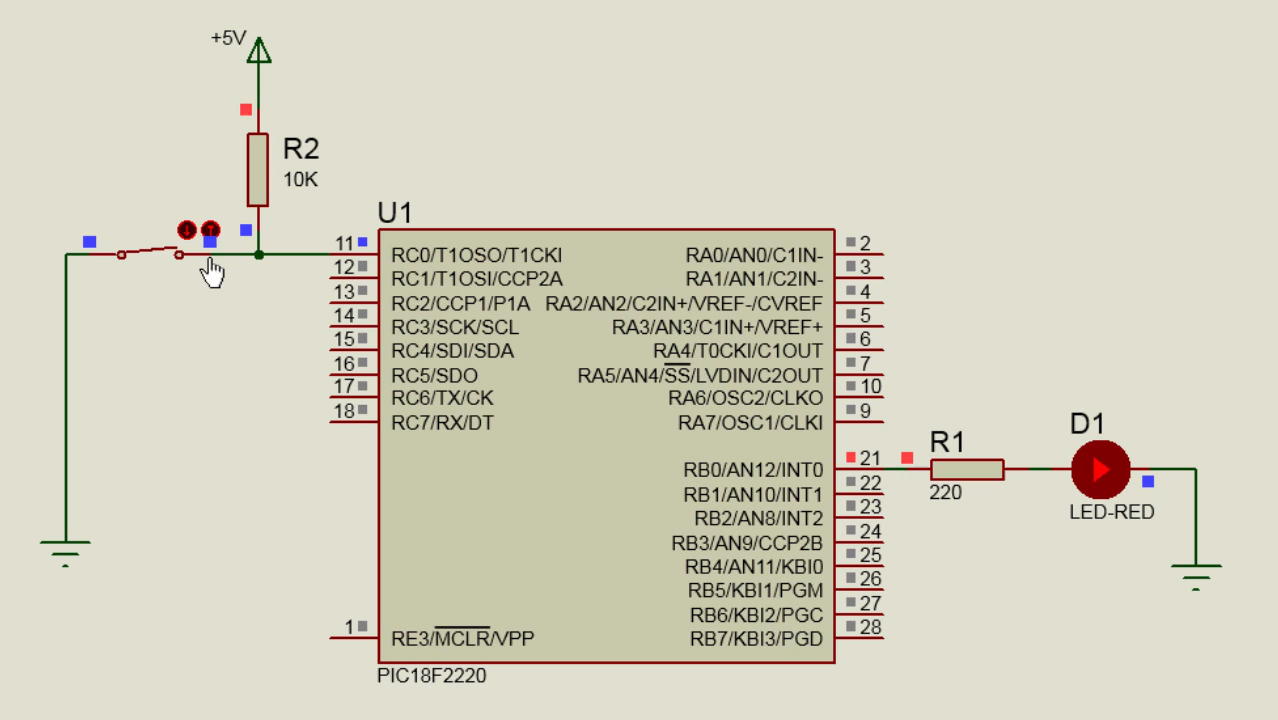 +5V
R2
10K
U1
11 RC0/T1OSO/T1CKI RA0/AN0/C1IN- 2
12 RC1/T1OSI/CCP2A RA1/AN1/C2IN- 3
13 RC2/CCP1/P1A RA2/AN2/C2IN+/VREF-/CVREF 4
14 RC3/SCK/SCL RA3/AN3/C1IN+/VREF+ 5
15 RC4/SDI/SDA RA4/T0CKI/C1OUT 6
16 RC5/SDO RA5/AN4/SS/LVDIN/C2OUT 7
17 RC6/TX/CK RA6/OSC2/CLKO 10
18 RC7/RX/DT RA7/OSC1/CLKI 9
RB0/AN12/INT0 21
RB1/AN10/INT1 22
RB2/AN8/INT2 23
RB3/AN9/CCP2B 24
RB4/AN11/KBI0 25
RB5/KBI1/PGM 26
RB6/KBI2/PGC 27
1 RE3/MCLR/VPP RB7/KBI3/PGD 28
PIC18F2220
R1
220
D1
LED-RED